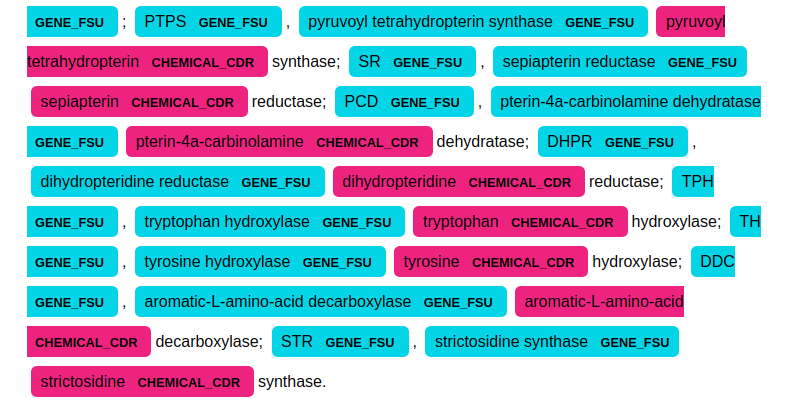 GENE_FSU ; PTPS GENE_FSU , pyruvoyl tetrahydropterin synthase GENE_FSU pyruvoyl
tetrahydropterin CHEMICAL_CDR synthase; SR GENE_FSU , sepiapterin reductase GENE_FSU
sepiapterin CHEMICAL_CDR reductase; PCD GENE_FSU , pterin-4a-carbinolamine dehydratase
GENE_FSU pterin-4a-carbinolamine CHEMICAL_CDR dehydratase; DHPR GENE_FSU ,
dihydropteridine reductase GENE_FSU dihydropteridine CHEMICAL_CDR reductase; TPH
GENE_FSU , tryptophan hydroxylase GENE_FSU tryptophan CHEMICAL_CDR hydroxylase; TH
GENE_FSU , tyrosine hydroxylase GENE_FSU tyrosine CHEMICAL_CDR hydroxylase; DDC
GENE_FSU , aromatic-L-amino-acid decarboxylase GENE_FSU aromatic-L-amino-acid
CHEMICAL_CDR decarboxylase; STR GENE_FSU , strictosidine synthase GENE_FSU
strictosidine CHEMICAL_CDR synthase.